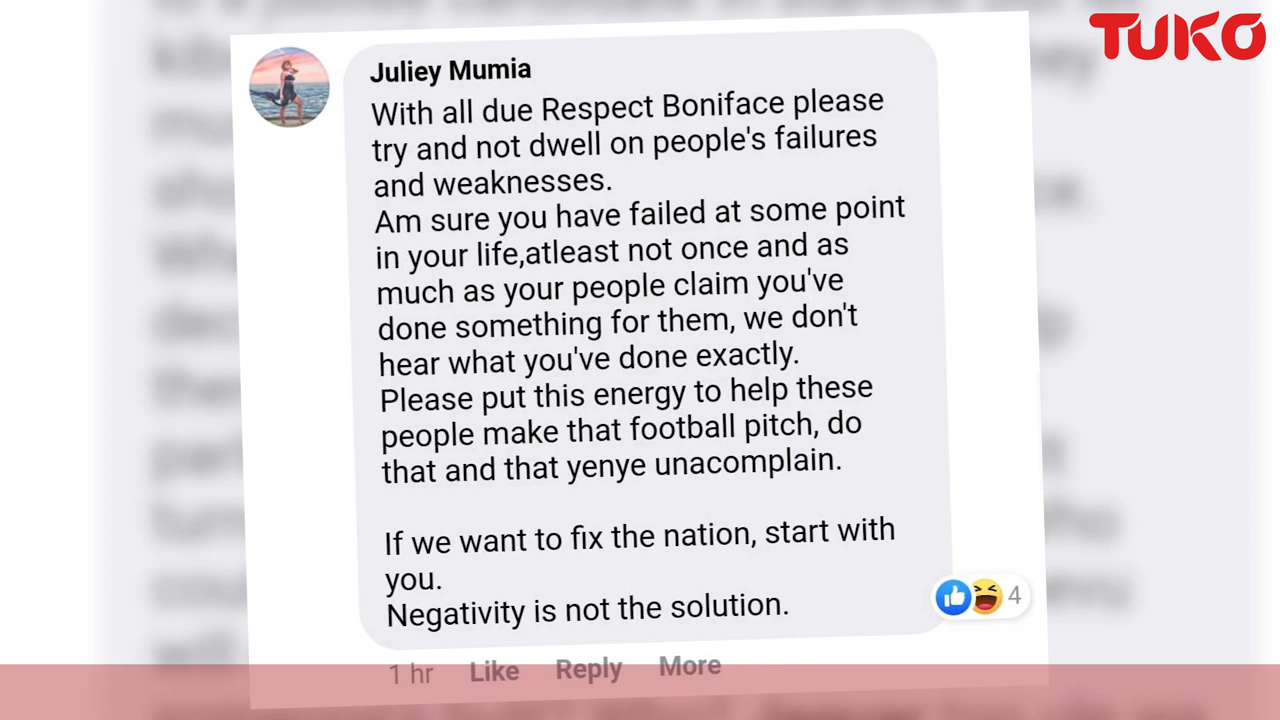 TUKO
Juliey Mumia
With all due Respect Boniface please
try and not dwell on people's failures
and weaknesses.
Am sure you have failed at some point
in your life,atleast not once and as
much as your people claim you've
done something for them, we don't
hear what you've done exactly.
Please put this energy to help these
people make that football pitch, do
that and that yenye unacomplain.
If we want to fix the nation, start with
you.
Negativity is not the solution.
4
1 hr Like Reply More